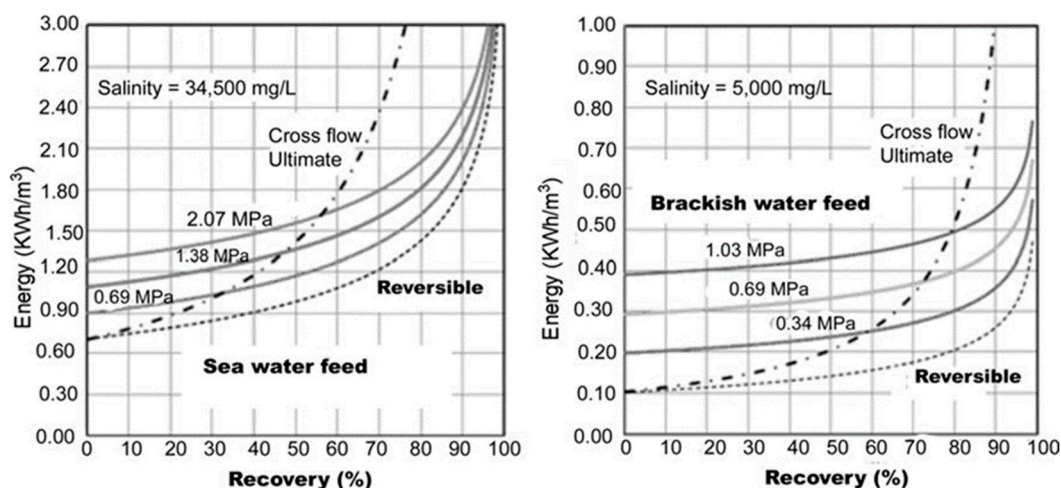 3.00
2.70
2.40
2.10
1.80
1.50
1.20
0.90
0.60
0.30
0.00
Energy (KWh/m³)
Salinity = 34,500 mg/L
Cross flow
Ultimate
2.07 MPa
1.38 MPa
0.69 MPa
Reversible
Sea water feed
0 10 20 30 40 50 60 70 80 90 100
Recovery (%)
1.00
0.90
0.80
0.70
0.60
0.50
0.40
0.30
0.20
0.10
0.00
Energy (KWh/m³)
Salinity = 5,000 mg/L
Cross flow
Ultimate
Brackish water feed
1.03 MPa
0.69 MPa
0.34 MPa
Reversible
0 10 20 30 40 50 60 70 80 90 100
Recovery (%)